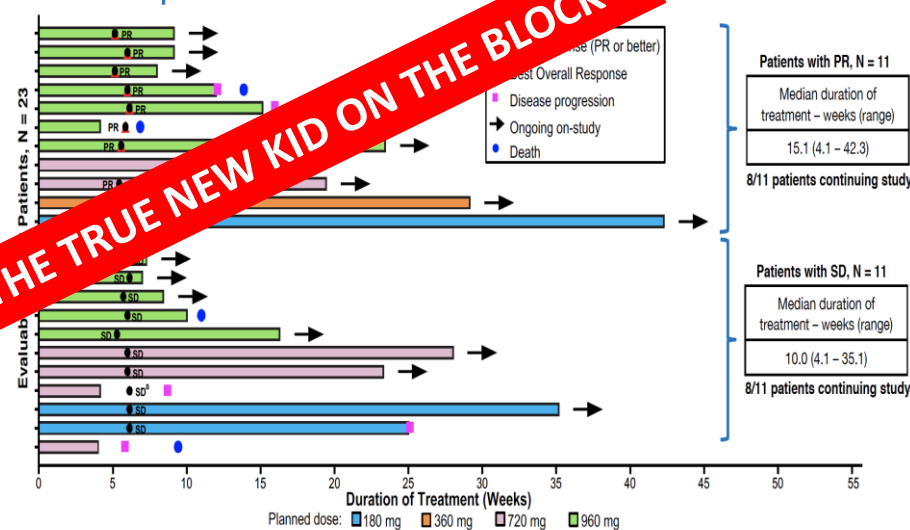 THE TRUE NEW KID ON THE BLOCK
PR
PR
PR
PR
PR
PR
PR
PR
SD
SD
SD
SD
SD
SD
SDª
SD
SD
Patients, N = 23
(PR or better)
Overall Response
Disease progression
Ongoing on-study
Death
Patients with PR, N = 11
Median duration of
treatment – weeks (range)
15.1 (4.1 – 42.3)
8/11 patients continuing study
Patients with SD, N = 11
Median duration of
treatment – weeks (range)
10.0 (4.1 – 35.1)
8/11 patients continuing study
0 5 10 15 20 25 30 35 40 45 50 55
Duration of Treatment (Weeks)
Planned dose: 180 mg 360 mg 720 mg 960 mg